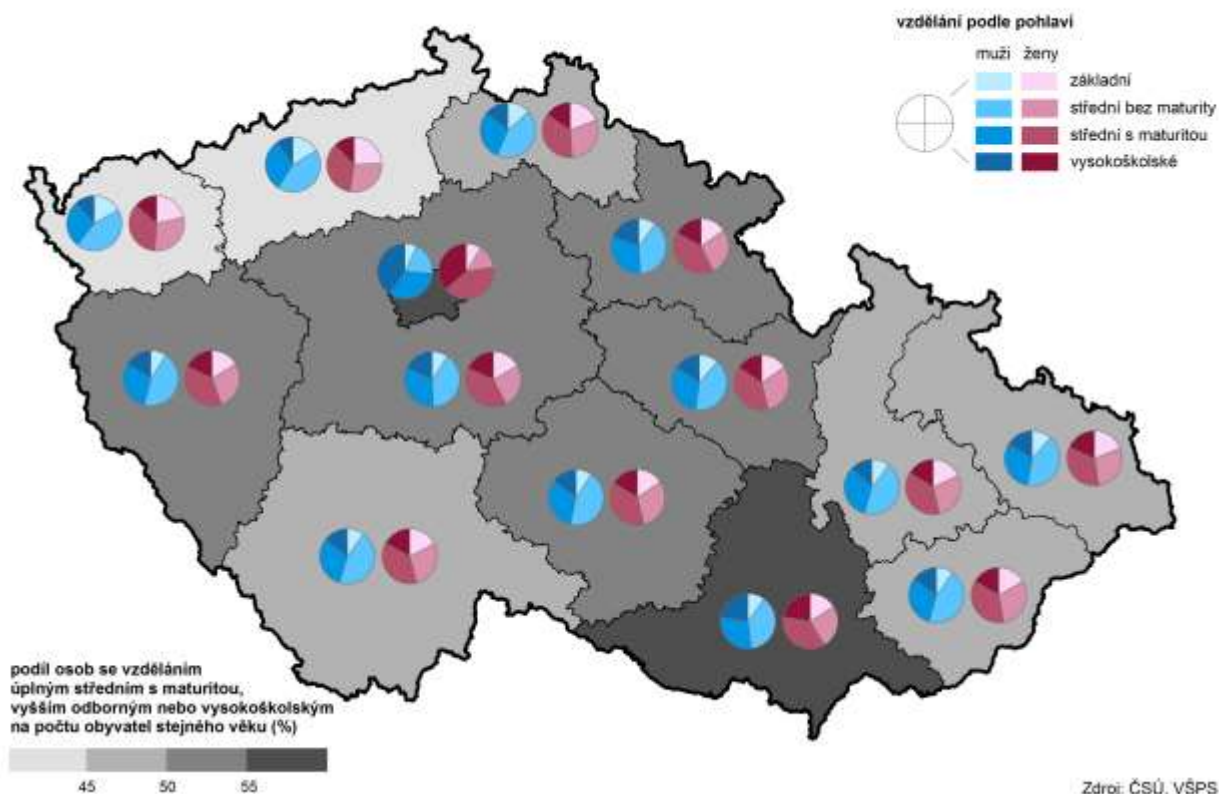 vzdělání podle pohlaví
muži ženy
základní
střední bez maturity
střední s maturitou
vysokoškolské
podíl osob se vzděláním
úplným středním s maturitou,
vyšším odborným nebo vysokoškolským
na počtu obyvatel stejného věku (%)
45 50 55
Zdroj: ČSÚ, VŠPS